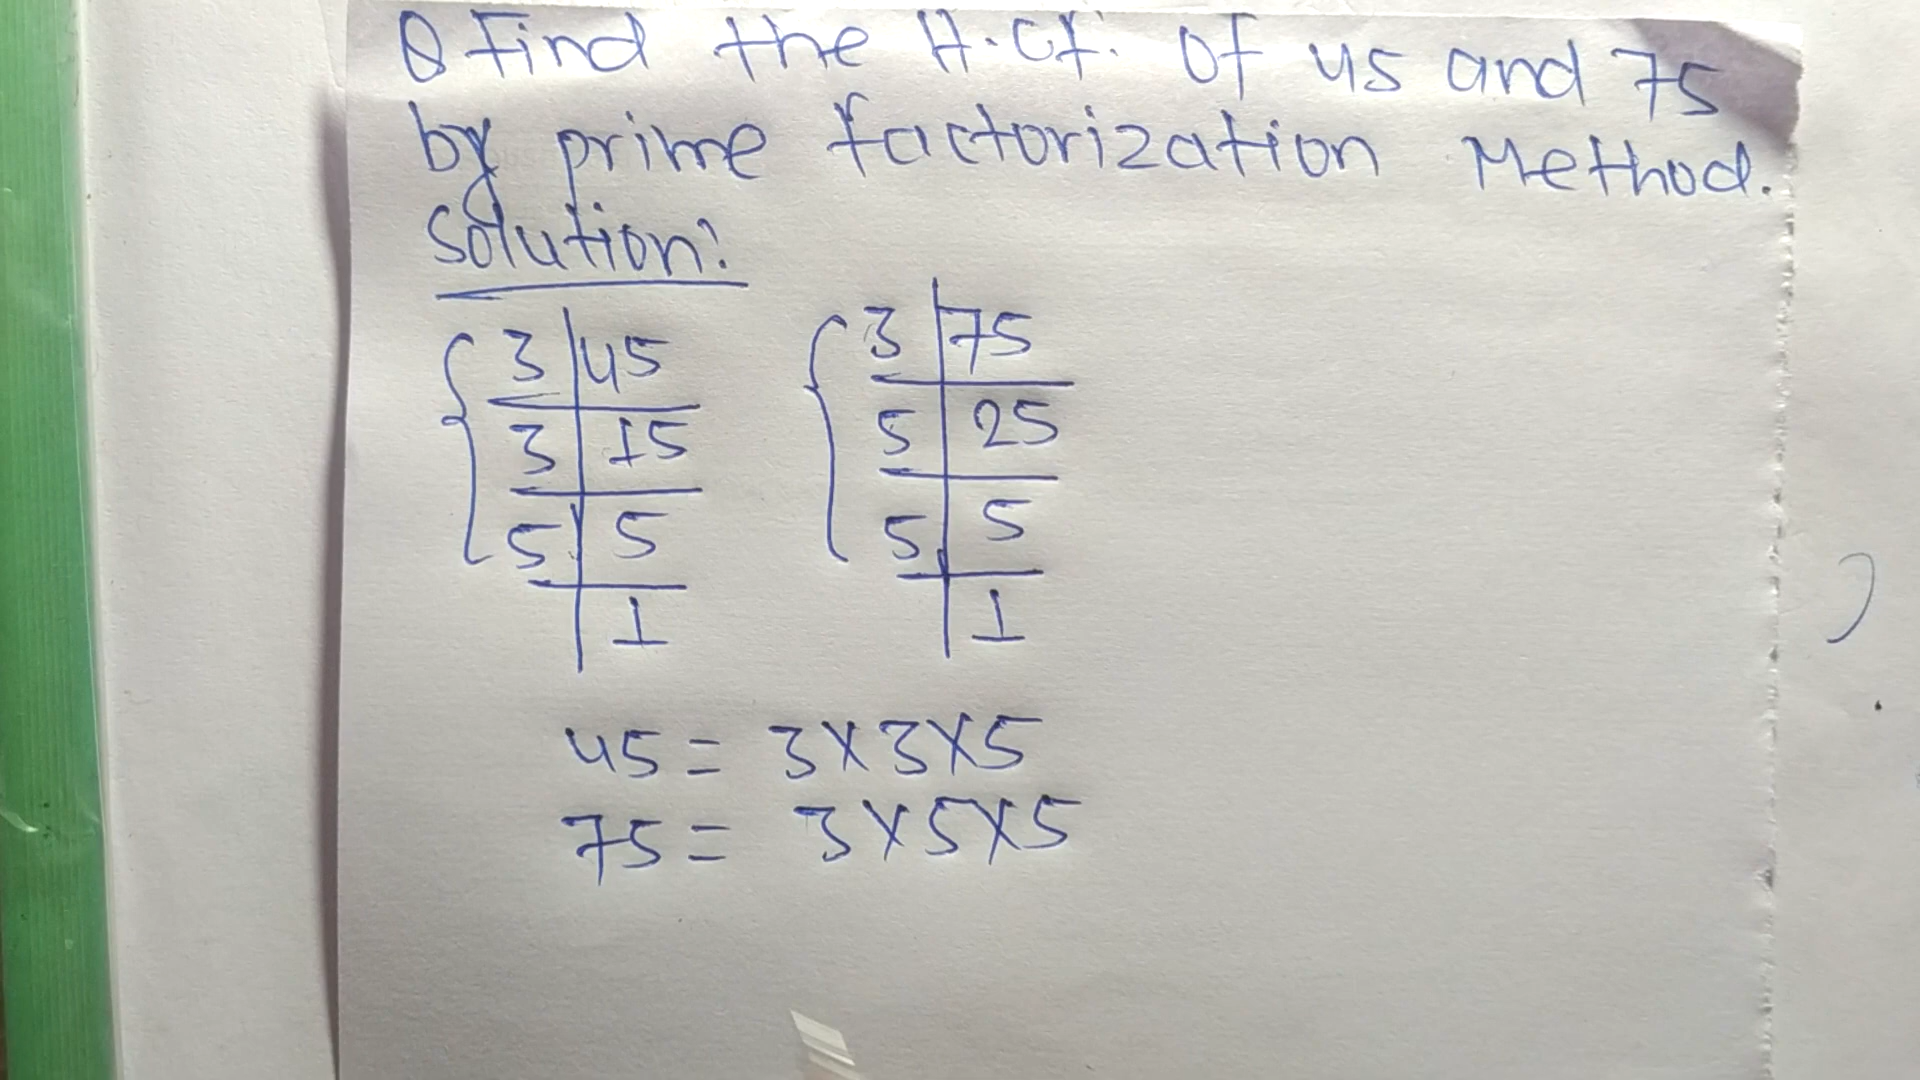 Q Find the H.C.F. Of 45 and 75
by prime factorization Method.
Solution:
3 | 45
3 | 15
5 | 5
1
3 | 75
5 | 25
5 | 5
1
45 = 3×3×5
75 = 3×5×5